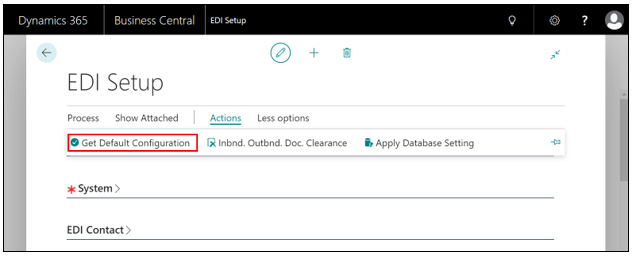 Dynamics 365 Business Central EDI Setup ?
EDI Setup
Process Show Attached Actions Less options
Get Default Configuration Inbnd. Outbnd. Doc. Clearance Apply Database Setting
* System >
EDI Contact >